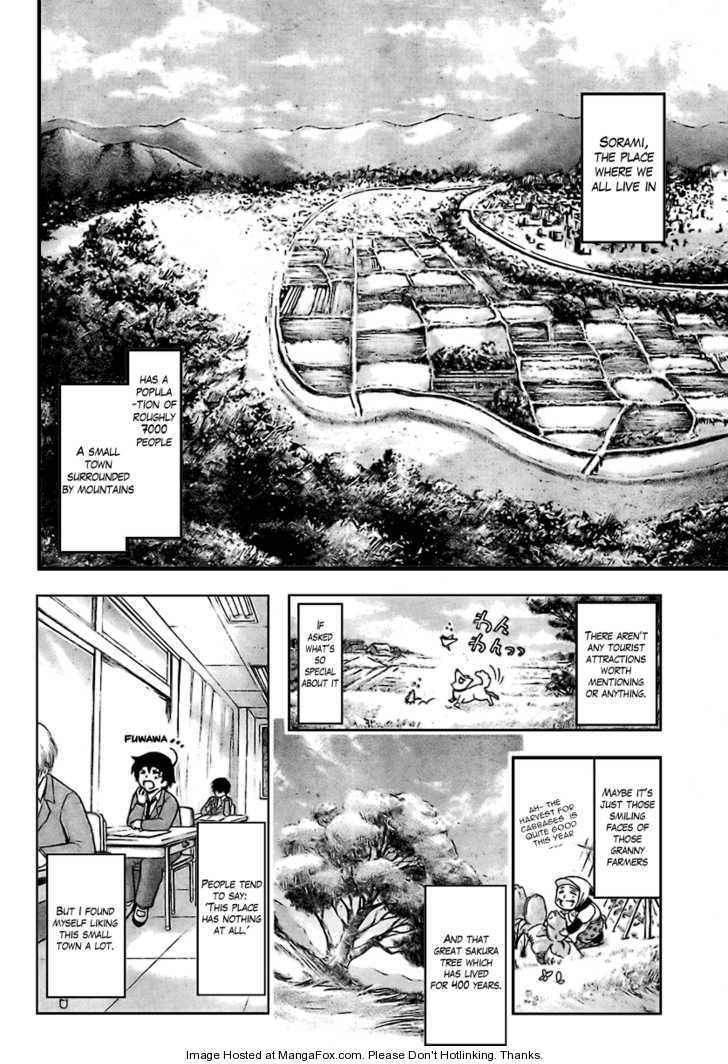 SORAMI,
THE PLACE
WHERE WE
ALL LIVE IN
HAS A
POPULA
-TION OF
ROUGHLY
7000
PEOPLE
A SMALL
TOWN
SURROUNDED
BY MOUNTAINS
THERE AREN'T
ANY TOURIST
ATTRACTIONS
WORTH
MENTIONING
OR ANYTHING.
わん
わんっっ
IF
ASKED
WHAT'S
SO
SPECIAL
ABOUT IT
MAYBE IT'S
JUST THOSE
SMILING
FACES OF
THOSE
GRANNY
FARMERS
AH- THE
HARVEST FOR
CABBAGES IS
QUITE GOOD
THIS YEAR
AND THAT
GREAT SAKURA
TREE WHICH
HAS LIVED
FOR 400 YEARS.
FUWAWA
PEOPLE TEND
TO SAY:
'THIS PLACE
HAS NOTHING
AT ALL.'
BUT I FOUND
MYSELF LIKING
THIS SMALL
TOWN A LOT.
Image Hosted at MangaFox.com. Please Don't Hotlinking. Thanks.